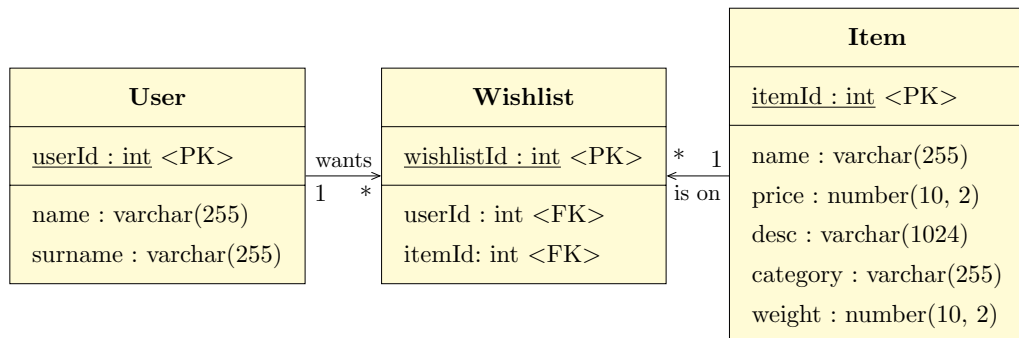 User
userId : int <PK>
name : varchar(255)
surname : varchar(255)
wants
1 *
Wishlist
wishlistId : int <PK>
userId : int <FK>
itemId: int <FK>
* 1
is on
Item
itemId : int <PK>
name : varchar(255)
price : number(10, 2)
desc : varchar(1024)
category : varchar(255)
weight : number(10, 2)